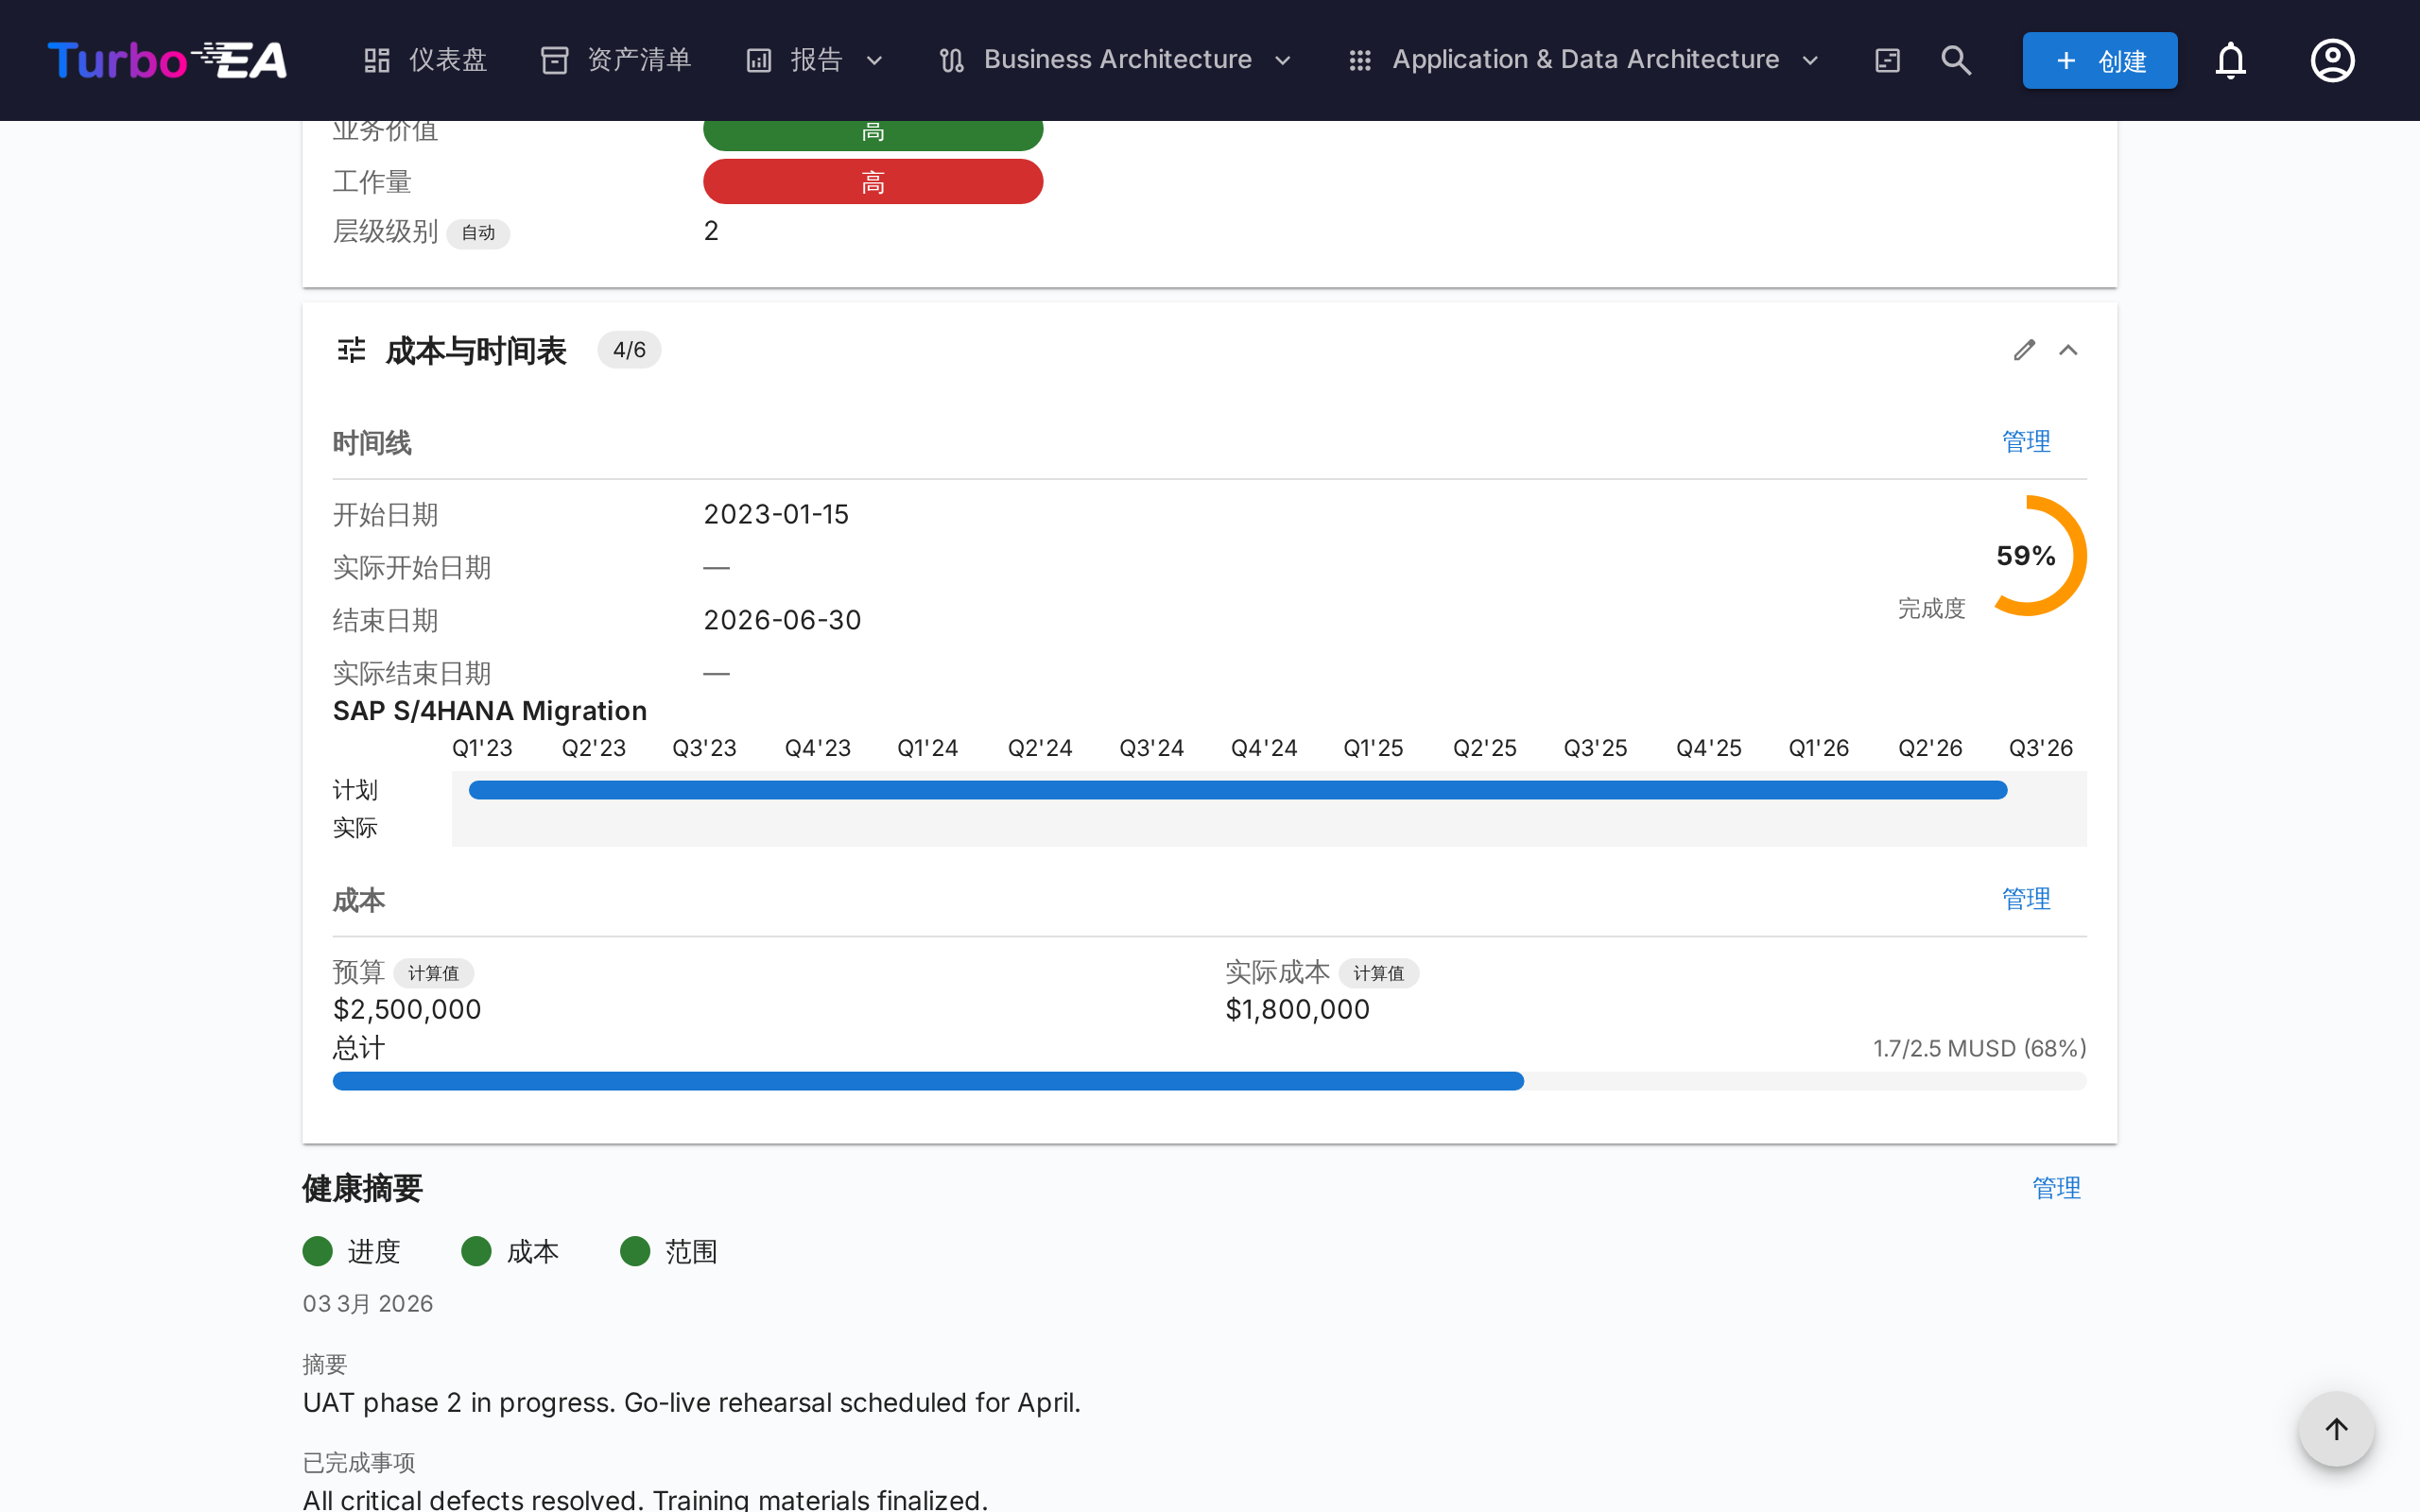 Turbo EA 仪表盘 资产清单 报告 Business Architecture Application & Data Architecture 创建
业务价值 高
工作量 高
层级级别 自动 2
成本与时间表 4/6
时间线 管理
开始日期 2023-01-15
59%
实际开始日期 —
完成度
结束日期 2026-06-30
实际结束日期 —
SAP S/4HANA Migration
Q1'23 Q2'23 Q3'23 Q4'23 Q1'24 Q2'24 Q3'24 Q4'24 Q1'25 Q2'25 Q3'25 Q4'25 Q1'26 Q2'26 Q3'26
计划
实际
成本 管理
预算 计算值 实际成本 计算值
$2,500,000 $1,800,000
总计 1.7/2.5 MUSD (68%)
健康摘要 管理
进度 成本 范围
03 3月 2026
摘要
UAT phase 2 in progress. Go-live rehearsal scheduled for April.
已完成事项
All critical defects resolved. Training materials finalized.